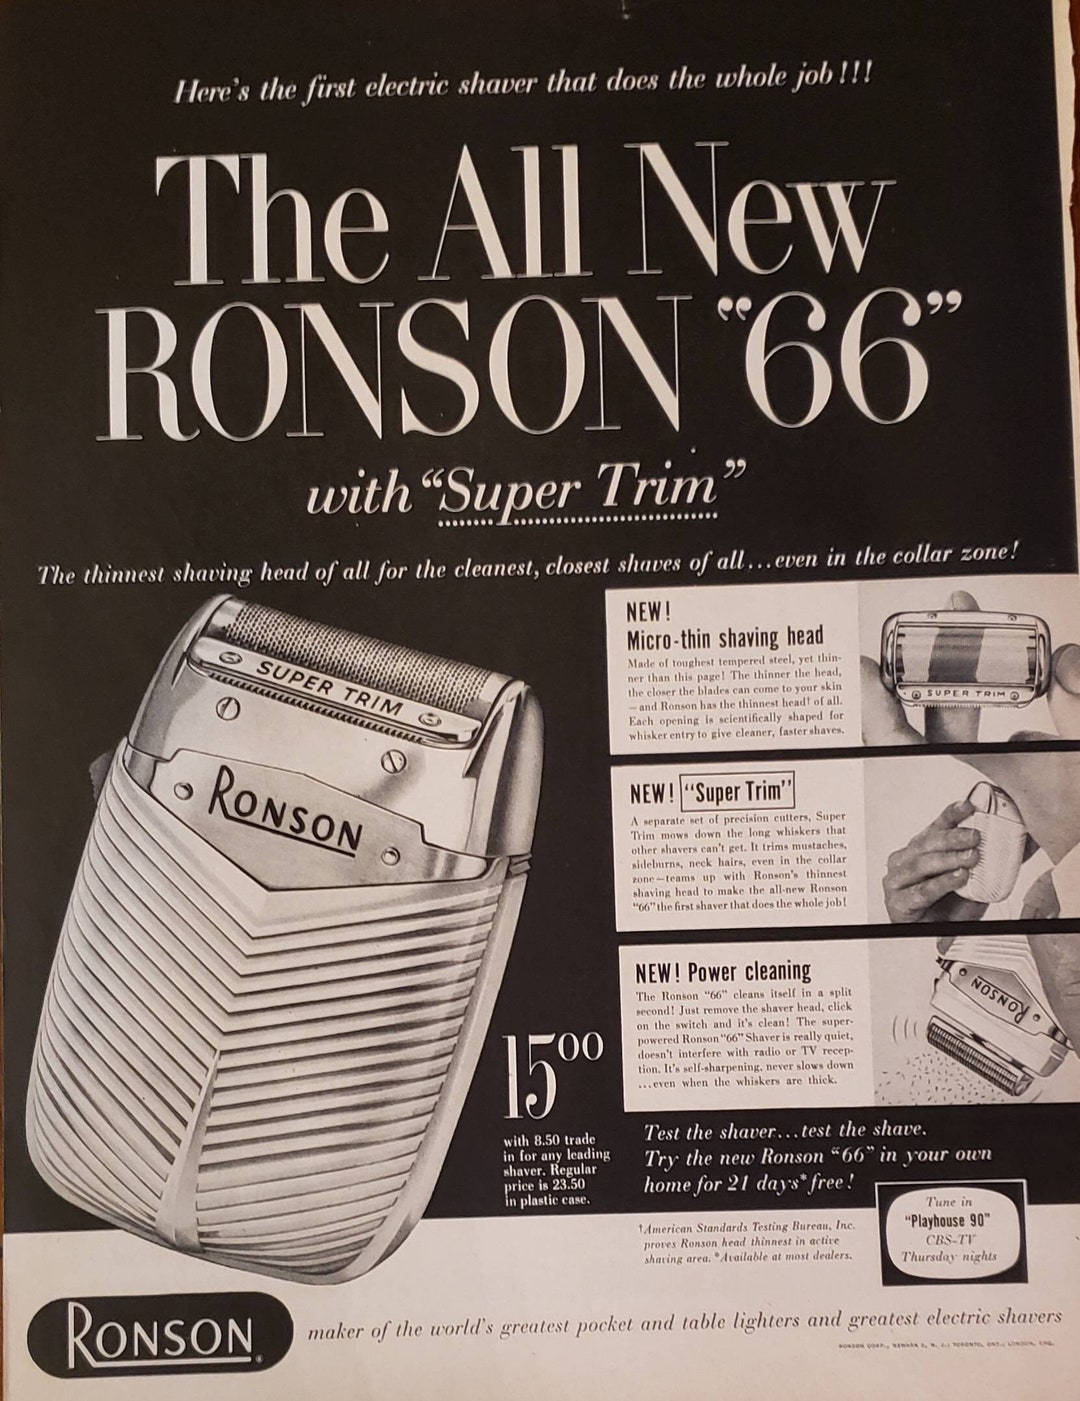 Here's the first electric shaver that does the whole job!!!
The All New
RONSON "66"
with "Super Trim"
The thinnest shaving head of all for the cleanest, closest shaves of all...even in the collar zone!
SUPER TRIM
RONSON
NEW!
Micro-thin shaving head
Made of toughest tempered steel, yet thin-
ner than this page! The thinner the head,
the closer the blades can come to your skin
—and Ronson has the thinnest head† of all.
Each opening is scientifically shaped for
whisker entry to give cleaner, faster shaves.
SUPER TRIM
NEW! "Super Trim"
A separate set of precision cutters, Super
Trim mows down the long whiskers that
other shavers can't get. It trims mustaches,
sideburns, neck hairs, even in the collar
zone—teams up with Ronson's thinnest
shaving head to make the all-new Ronson
"66" the first shaver that does the whole job!
NEW! Power cleaning
The Ronson "66" cleans itself in a split
second! Just remove the shaver head, click
on the switch and it's clean! The super-
powered Ronson "66" Shaver is really quiet,
doesn't interfere with radio or TV recep-
tion. It's self-sharpening, never slows down
...even when the whiskers are thick.
RONSON
15.00
with 8.50 trade
in for any leading
shaver. Regular
price is 23.50
in plastic case.
Test the shaver...test the shave.
Try the new Ronson "66" in your own
home for 21 days* free!
†American Standards Testing Bureau, Inc.
proves Ronson head thinnest in active
shaving area. *Available at most dealers.
Tune in
"Playhouse 90"
CBS-TV
Thursday nights
RONSON®
maker of the world's greatest pocket and table lighters and greatest electric shavers
RONSON CORP., NEWARK 2, N. J.; TORONTO, ONT.; LONDON, ENG.